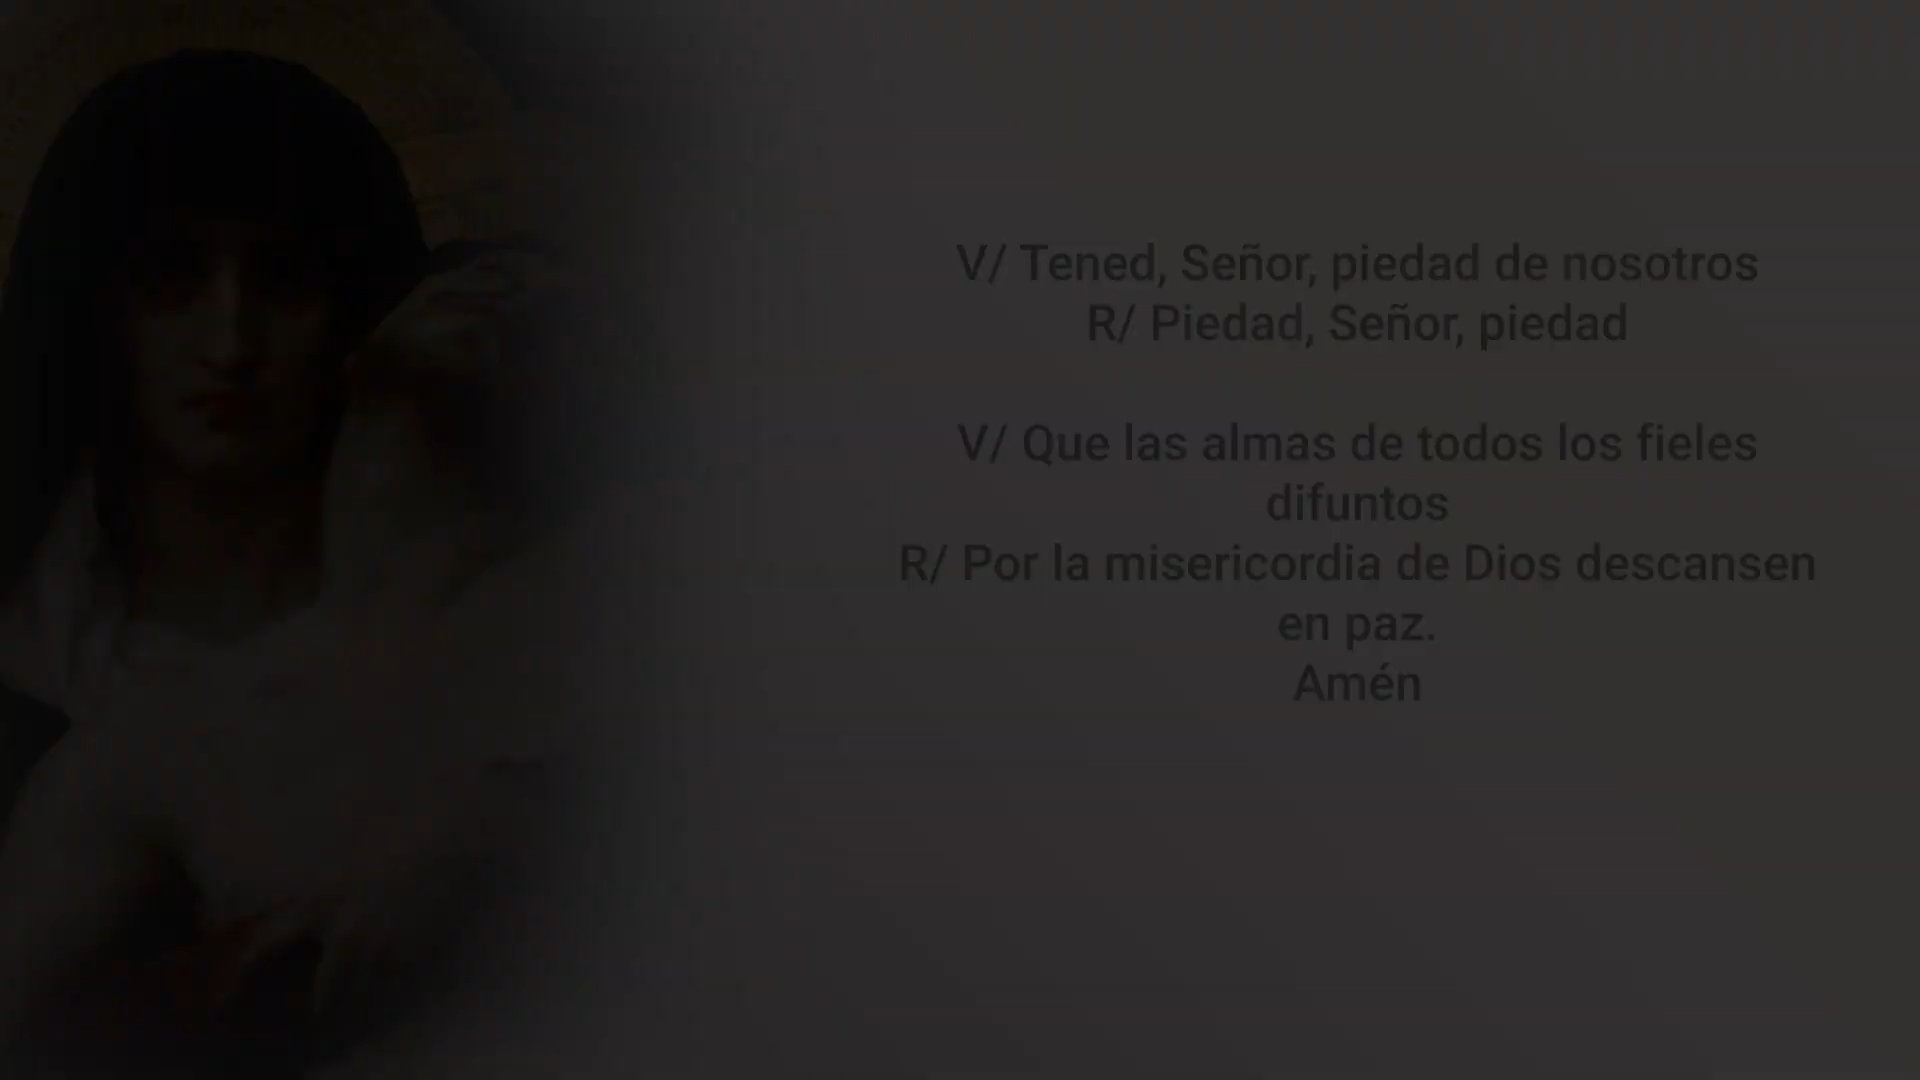 V/ Tened, Señor, piedad de nosotros
R/ Piedad, Señor, piedad
V/ Que las almas de todos los fieles
difuntos
R/ Por la misericordia de Dios descansen
en paz.
Amén